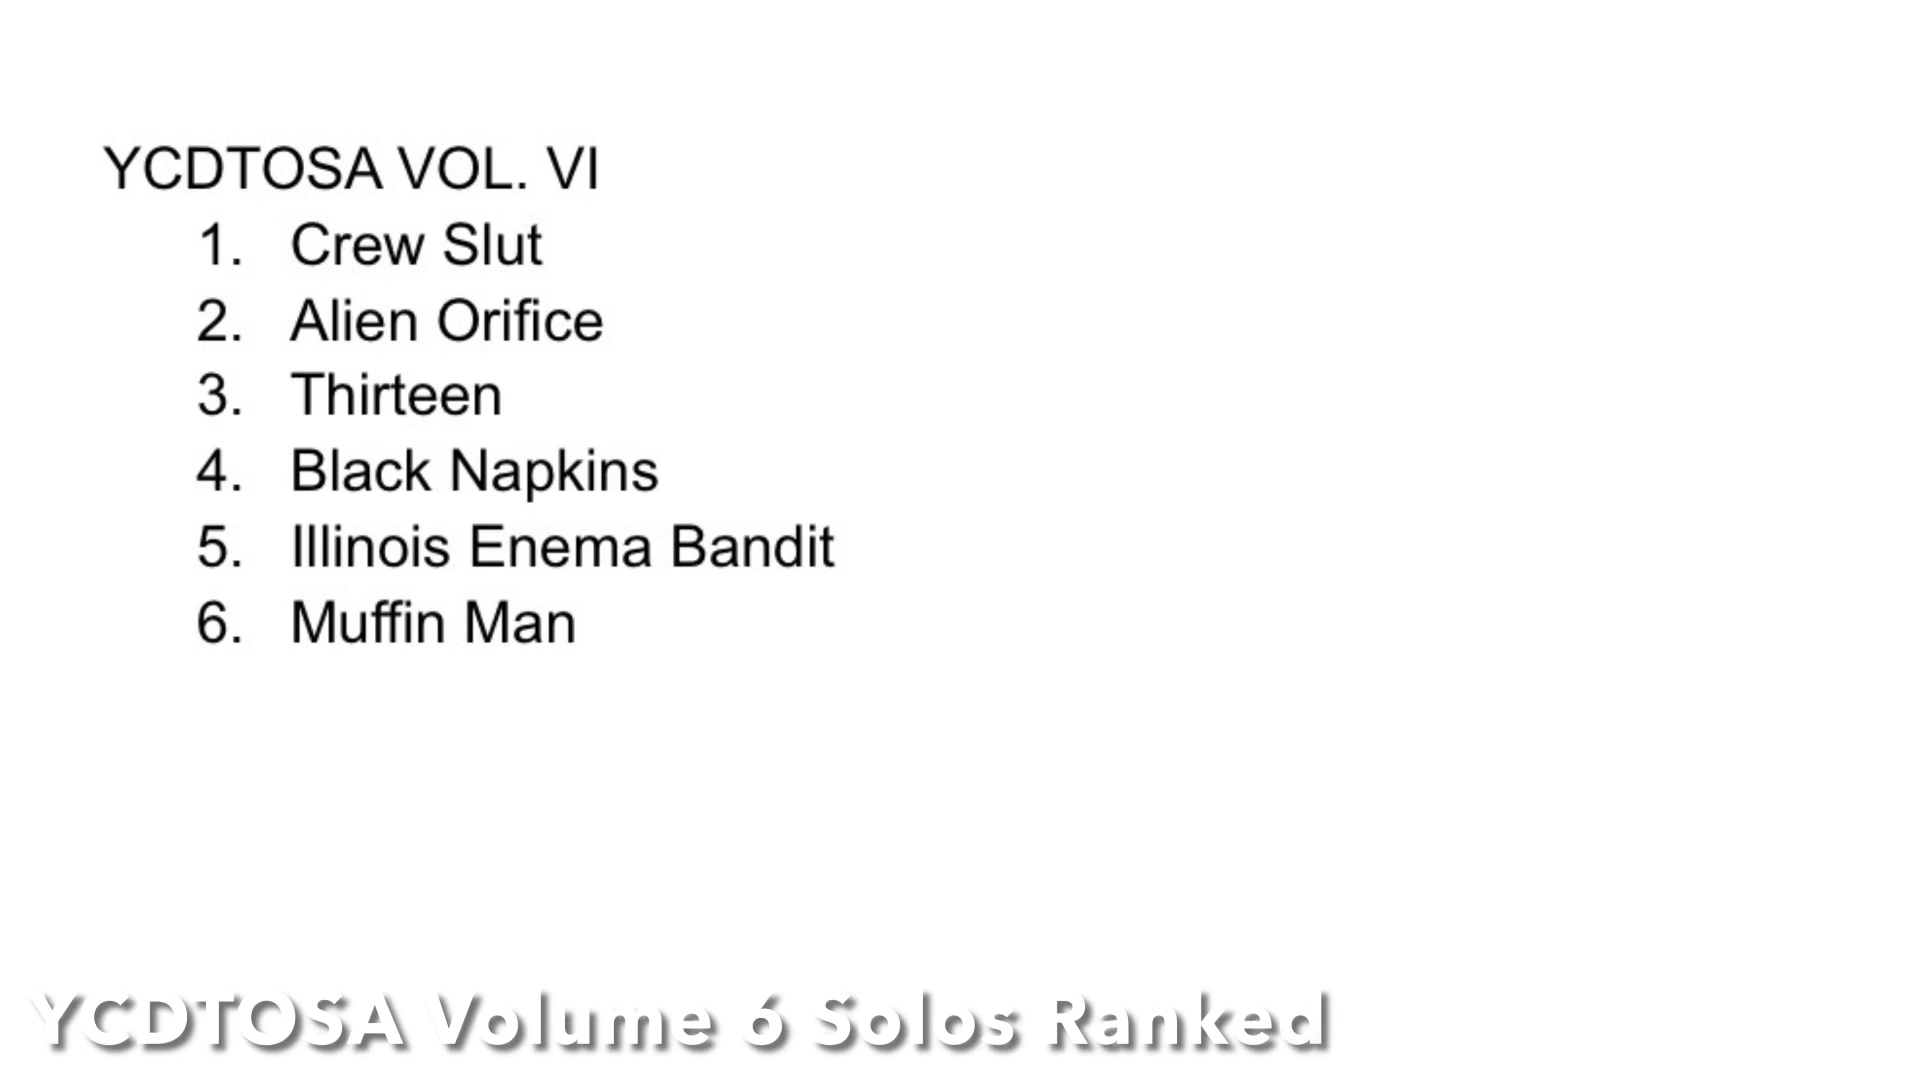 YCDTOSA VOL. VI
1. Crew Slut
2. Alien Orifice
3. Thirteen
4. Black Napkins
5. Illinois Enema Bandit
6. Muffin Man
YCDTOSA Volume 6 Solos Ranked